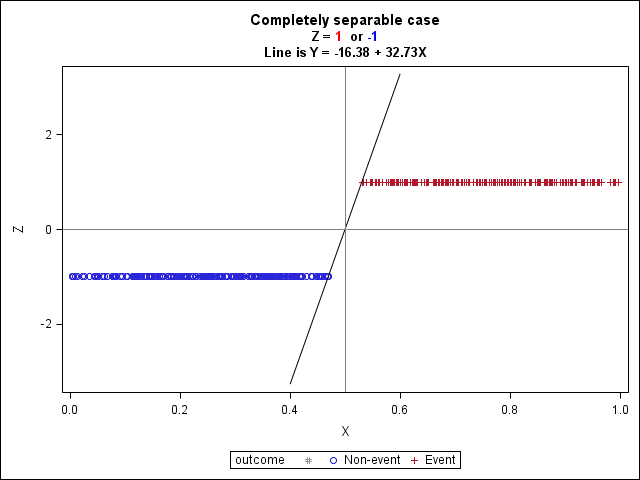 Completely separable case
Z = 1 or -1
Line is Y = -16.38 + 32.73X
2
0
-2
Z
0.0 0.2 0.4 0.6 0.8 1.0
X
outcome Non-event Event